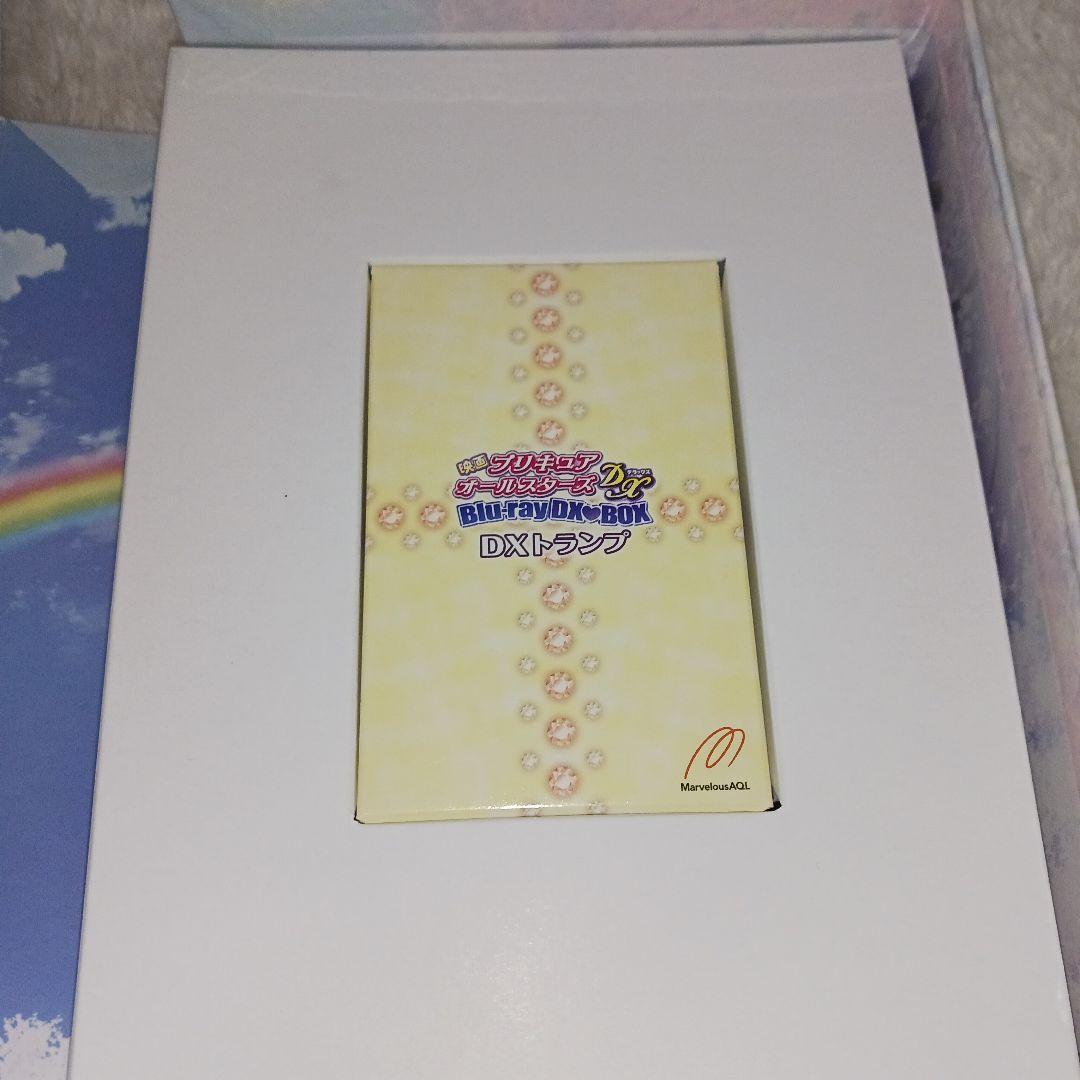 映画 プリキュア
オールスターズ DX デラックス
Blu-ray DX♥BOX
DXトランプ
MarvelousAQL